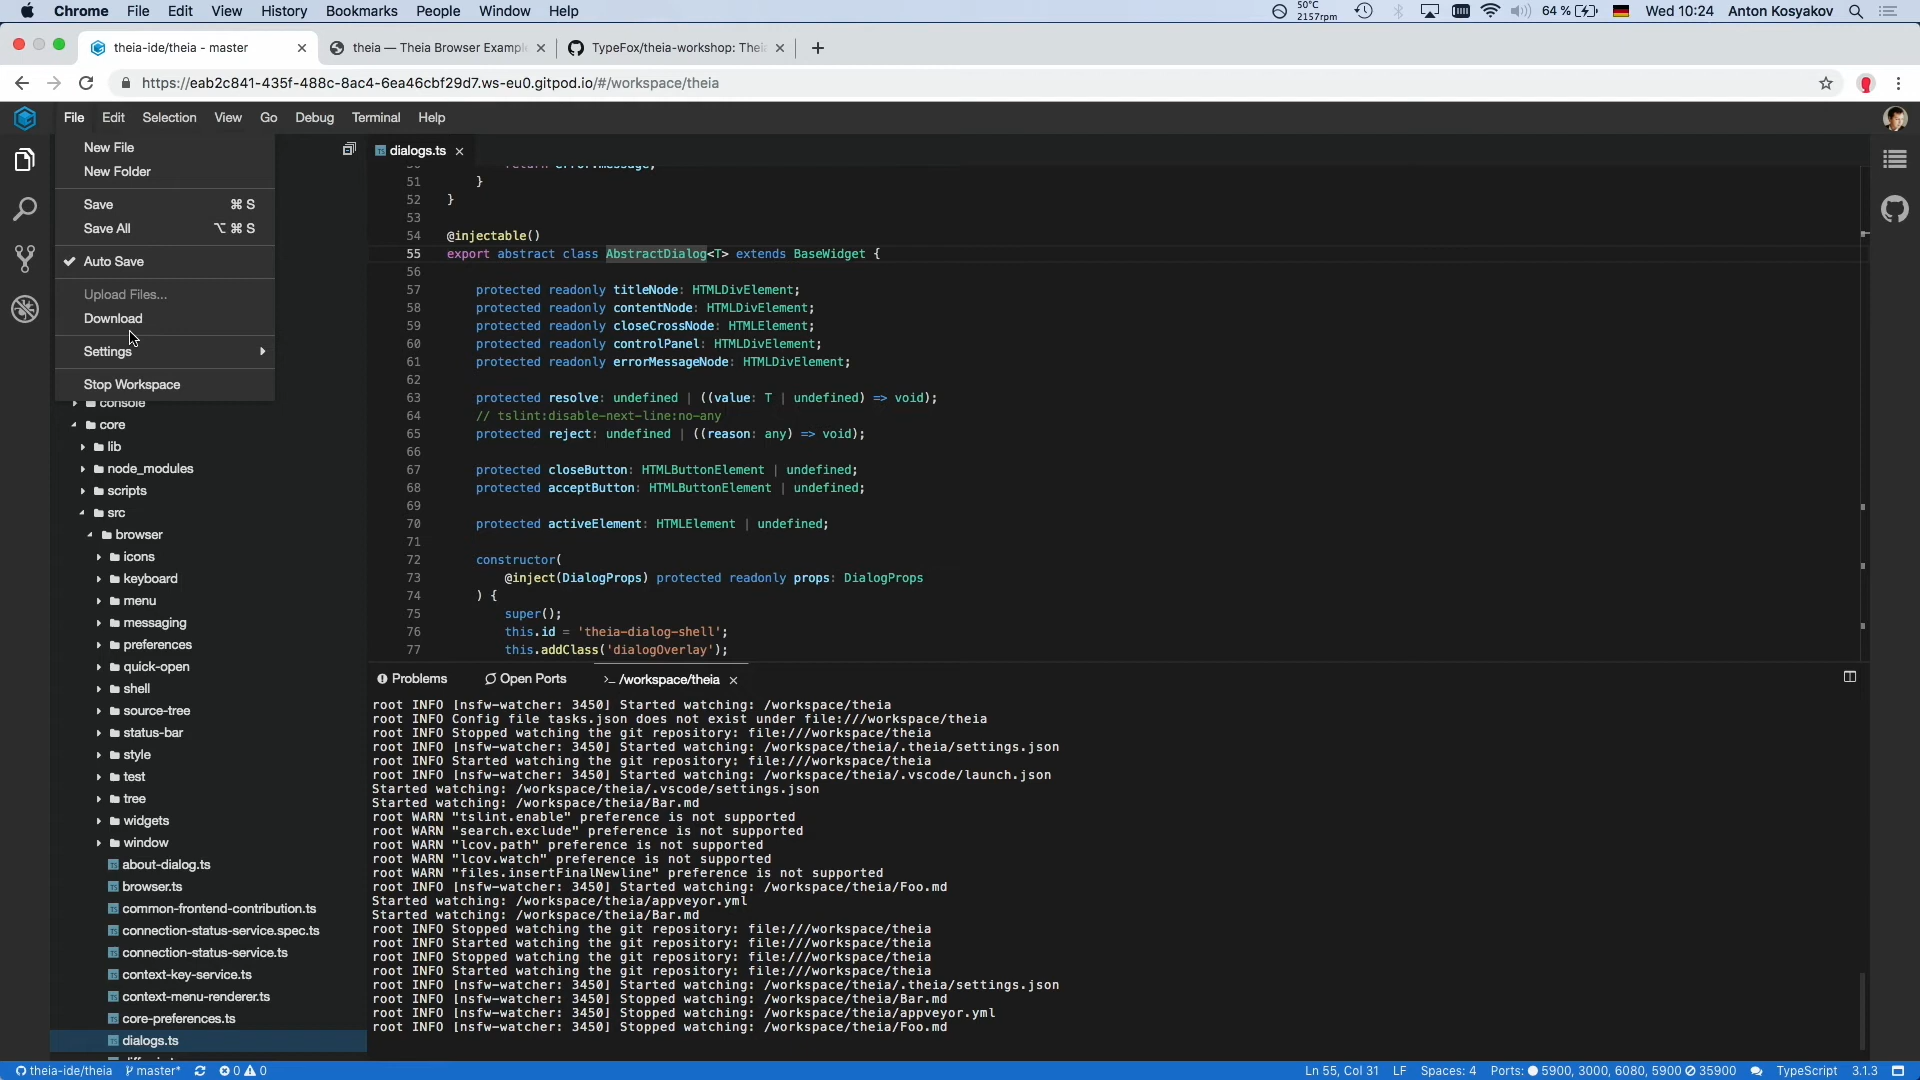 Chrome File Edit View History Bookmarks People Window Help
50°C
2157rpm
64 % Wed 10:24 Anton Kosyakov
theia-ide/theia - master
theia — Theia Browser Example
TypeFox/theia-workshop: Theia
https://eab2c841-435f-488c-8ac4-6ea46cbf29d7.ws-eu0.gitpod.io/#/workspace/theia
File Edit Selection View Go Debug Terminal Help
New File
New Folder
Save ⌘ S
Save All ⌥ ⌘ S
✓ Auto Save
Upload Files...
Download
Settings
Stop Workspace
console
core
lib
node_modules
scripts
src
browser
icons
keyboard
menu
messaging
preferences
quick-open
shell
source-tree
status-bar
style
test
tree
widgets
window
about-dialog.ts
browser.ts
common-frontend-contribution.ts
connection-status-service.spec.ts
connection-status-service.ts
context-key-service.ts
context-menu-renderer.ts
core-preferences.ts
dialogs.ts
dialogs.ts
51 }
52 }
53
54 @injectable()
55 export abstract class AbstractDialog<T> extends BaseWidget {
56
57 protected readonly titleNode: HTMLDivElement;
58 protected readonly contentNode: HTMLDivElement;
59 protected readonly closeCrossNode: HTMLElement;
60 protected readonly controlPanel: HTMLDivElement;
61 protected readonly errorMessageNode: HTMLDivElement;
62
63 protected resolve: undefined | ((value: T | undefined) => void);
64 // tslint:disable-next-line:no-any
65 protected reject: undefined | ((reason: any) => void);
66
67 protected closeButton: HTMLButtonElement | undefined;
68 protected acceptButton: HTMLButtonElement | undefined;
69
70 protected activeElement: HTMLElement | undefined;
71
72 constructor(
73 @inject(DialogProps) protected readonly props: DialogProps
74 ) {
75 super();
76 this.id = 'theia-dialog-shell';
77 this.addClass('dialogOverlay');
Problems Open Ports >_ /workspace/theia
root INFO [nsfw-watcher: 3450] Started watching: /workspace/theia
root INFO Config file tasks.json does not exist under file:///workspace/theia
root INFO Stopped watching the git repository: file:///workspace/theia
root INFO [nsfw-watcher: 3450] Started watching: /workspace/theia/.theia/settings.json
root INFO Started watching the git repository: file:///workspace/theia
root INFO [nsfw-watcher: 3450] Started watching: /workspace/theia/.vscode/launch.json
Started watching: /workspace/theia/.vscode/settings.json
Started watching: /workspace/theia/Bar.md
root WARN "tslint.enable" preference is not supported
root WARN "search.exclude" preference is not supported
root WARN "lcov.path" preference is not supported
root WARN "lcov.watch" preference is not supported
root WARN "files.insertFinalNewline" preference is not supported
root INFO [nsfw-watcher: 3450] Started watching: /workspace/theia/Foo.md
Started watching: /workspace/theia/appveyor.yml
Started watching: /workspace/theia/Bar.md
root INFO Stopped watching the git repository: file:///workspace/theia
root INFO Started watching the git repository: file:///workspace/theia
root INFO Stopped watching the git repository: file:///workspace/theia
root INFO Started watching the git repository: file:///workspace/theia
root INFO [nsfw-watcher: 3450] Started watching: /workspace/theia/.theia/settings.json
root INFO [nsfw-watcher: 3450] Stopped watching: /workspace/theia/Bar.md
root INFO [nsfw-watcher: 3450] Stopped watching: /workspace/theia/appveyor.yml
root INFO [nsfw-watcher: 3450] Stopped watching: /workspace/theia/Foo.md
theia-ide/theia master* 0 0
Ln 55, Col 31 LF Spaces: 4 Ports: 5900, 3000, 6080, 5900 35900 TypeScript 3.1.3